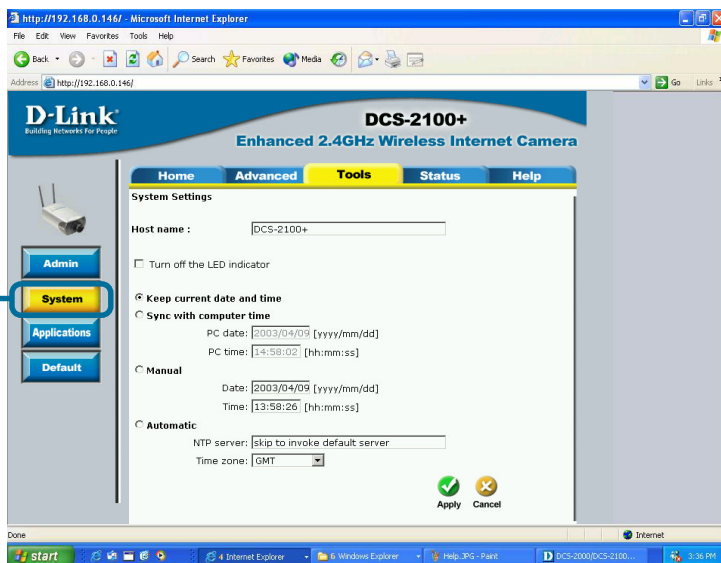 http://192.168.0.146/ - Microsoft Internet Explorer
File Edit View Favorites Tools Help
Back Search Favorites Media
Address http://192.168.0.146/ Go Links
D-Link
Building Networks for People
DCS-2100+
Enhanced 2.4GHz Wireless Internet Camera
Home Advanced Tools Status Help
System Settings
Host name : DCS-2100+
Turn off the LED indicator
Admin
System
Applications
Default
Keep current date and time
Sync with computer time
PC date: 2003/04/09 [yyyy/mm/dd]
PC time: 14:58:02 [hh:mm:ss]
Manual
Date: 2003/04/09 [yyyy/mm/dd]
Time: 13:58:26 [hh:mm:ss]
Automatic
NTP server: skip to invoke default server
Time zone: GMT
Apply Cancel
Done Internet
start 4 Internet Explorer 6 Windows Explorer Help.JPG - Paint DCS-2000/DCS-2100... 3:36 PM